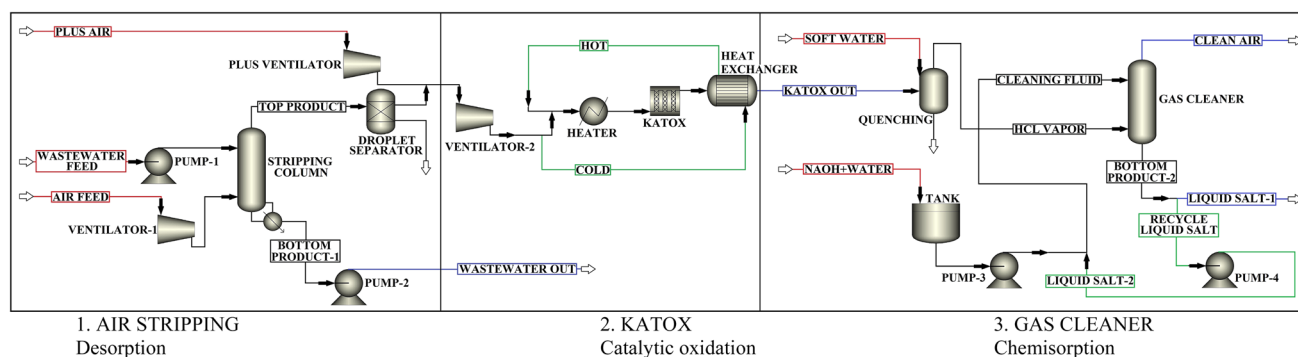 PLUS AIR
PLUS VENTILATOR
TOP PRODUCT
DROPLET
SEPARATOR
WASTEWATER
FEED
PUMP-1
STRIPPING
COLUMN
AIR FEED
VENTILATOR-1
BOTTOM
PRODUCT-1
PUMP-2
WASTEWATER OUT
VENTILATOR-2
HOT
HEATER
KATOX
HEAT
EXCHANGER
COLD
KATOX OUT
SOFT WATER
QUENCHING
CLEANING FLUID
HCL VAPOR
CLEAN AIR
GAS CLEANER
BOTTOM
PRODUCT-2
NAOH+WATER
TANK
PUMP-3
LIQUID SALT-1
RECYCLE
LIQUID SALT
PUMP-4
LIQUID SALT-2
1. AIR STRIPPING
Desorption
2. KATOX
Catalytic oxidation
3. GAS CLEANER
Chemisorption